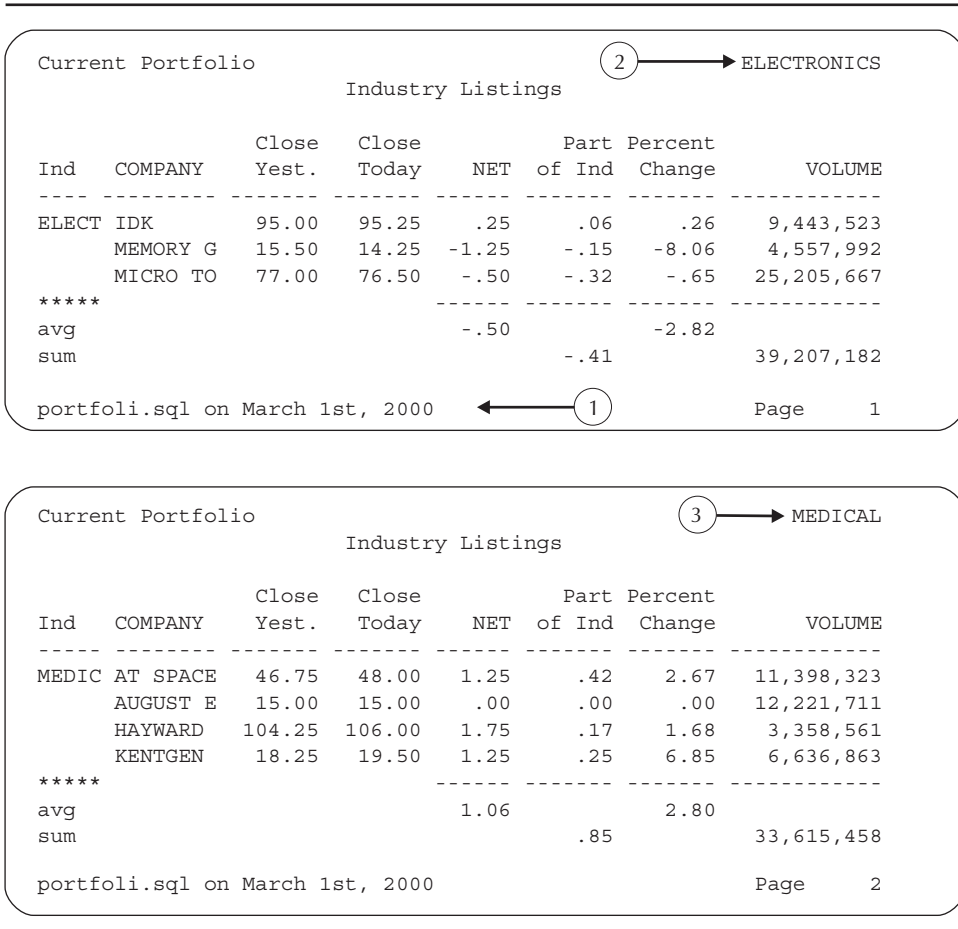 Current Portfolio 2 ELECTRONICS
Industry Listings
Close Close Part Percent
Ind COMPANY Yest. Today NET of Ind Change VOLUME
---- --------- ------- ------- ------ ------- ------- ------------
ELECT IDK 95.00 95.25 .25 .06 .26 9,443,523
MEMORY G 15.50 14.25 -1.25 -.15 -8.06 4,557,992
MICRO TO 77.00 76.50 -.50 -.32 -.65 25,205,667
***** ------ ------- ------- ------------
avg -.50 -2.82
sum -.41 39,207,182
portfoli.sql on March 1st, 2000 1 Page 1
Current Portfolio 3 MEDICAL
Industry Listings
Close Close Part Percent
Ind COMPANY Yest. Today NET of Ind Change VOLUME
----- -------- ------- ------- ------ ------- ------- ------------
MEDIC AT SPACE 46.75 48.00 1.25 .42 2.67 11,398,323
AUGUST E 15.00 15.00 .00 .00 .00 12,221,711
HAYWARD 104.25 106.00 1.75 .17 1.68 3,358,561
KENTGEN 18.25 19.50 1.25 .25 6.85 6,636,863
***** ------ ------- ------- ------------
avg 1.06 2.80
sum .85 33,615,458
portfoli.sql on March 1st, 2000 Page 2